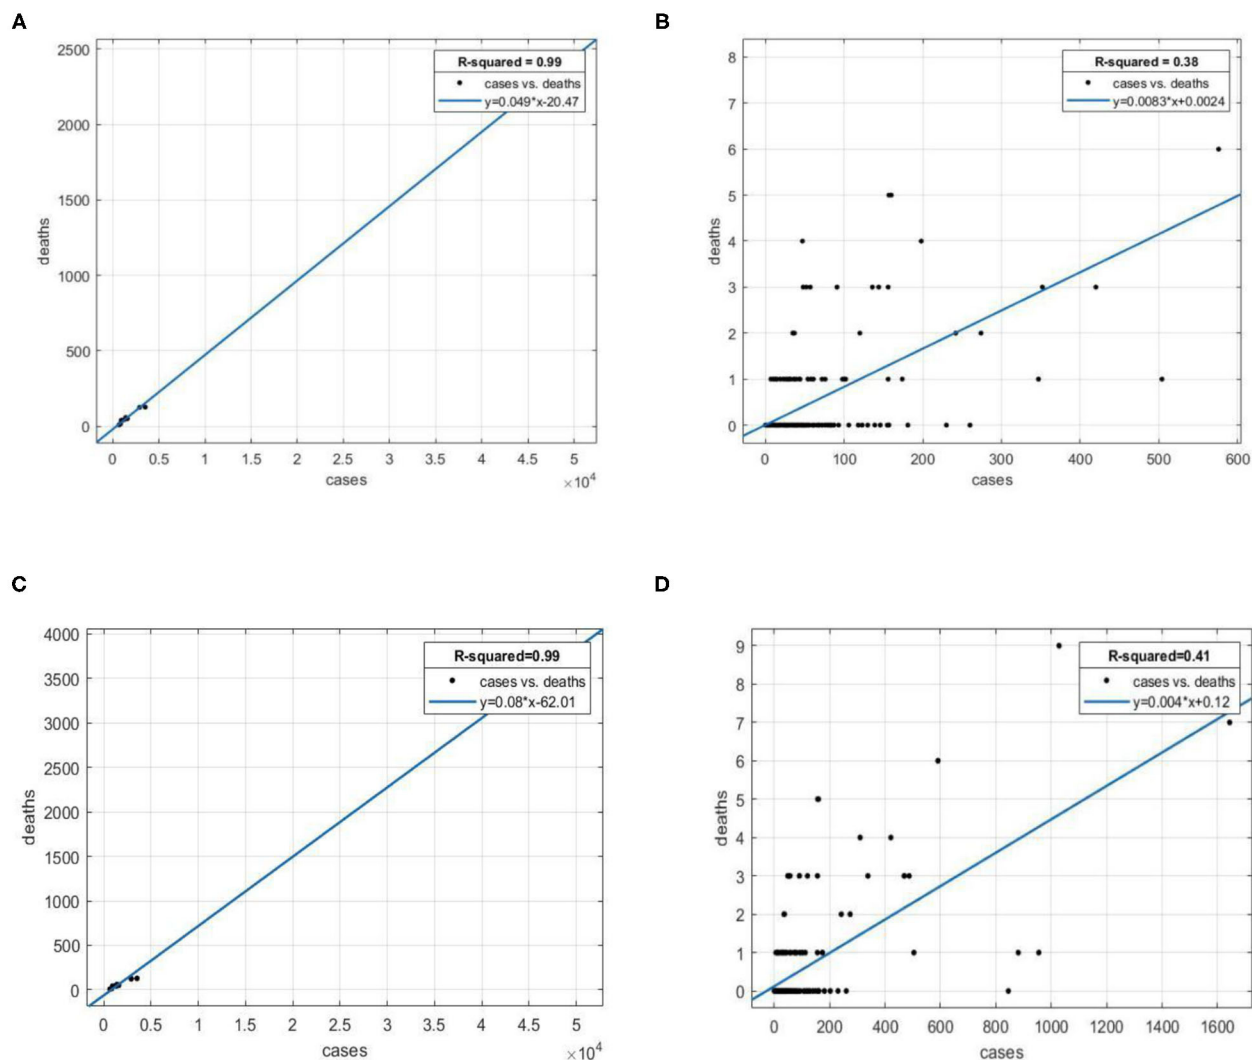 A
2500
2000
1500
1000
500
0
deaths
R-squared = 0.99
cases vs. deaths
y=0.049*x-20.47
0 0.5 1 1.5 2 2.5 3 3.5 4 4.5 5
cases
×10^4
B
8
7
6
5
4
3
2
1
0
deaths
R-squared = 0.38
cases vs. deaths
y=0.0083*x+0.0024
0 100 200 300 400 500 600
cases
C
4000
3500
3000
2500
2000
1500
1000
500
0
deaths
R-squared=0.99
cases vs. deaths
y=0.08*x-62.01
0 0.5 1 1.5 2 2.5 3 3.5 4 4.5 5
cases
×10^4
D
9
8
7
6
5
4
3
2
1
0
deaths
R-squared=0.41
cases vs. deaths
y=0.004*x+0.12
0 200 400 600 800 1000 1200 1400 1600
cases